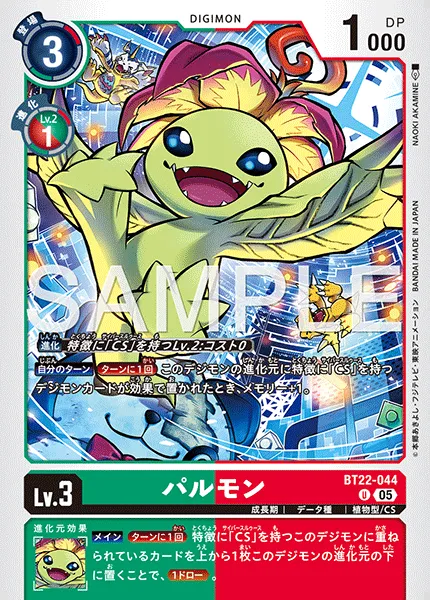 DIGIMON
登場
3
1000
DP
進化
Lv.2
1
NAOKI AKAMINE
SAMPLE
進化 特徴に「CS」を持つLv.2:コスト0
自分のターン ターンに1回 このデジモンの進化元に特徴に「CS」を持つ
デジモンカードが効果で置かれたとき、メモリー+1。
© 本郷あきよし・フジテレビ・東映アニメーション BANDAI MADE IN JAPAN
Lv.3
パルモン
BT22-044
U 05
成長期 データ種 植物型/CS
進化元効果
メイン ターンに1回 特徴に「CS」を持つこのデジモンに重ね
られているカードを上から1枚このデジモンの進化元の下
に置くことで、1ドロー。